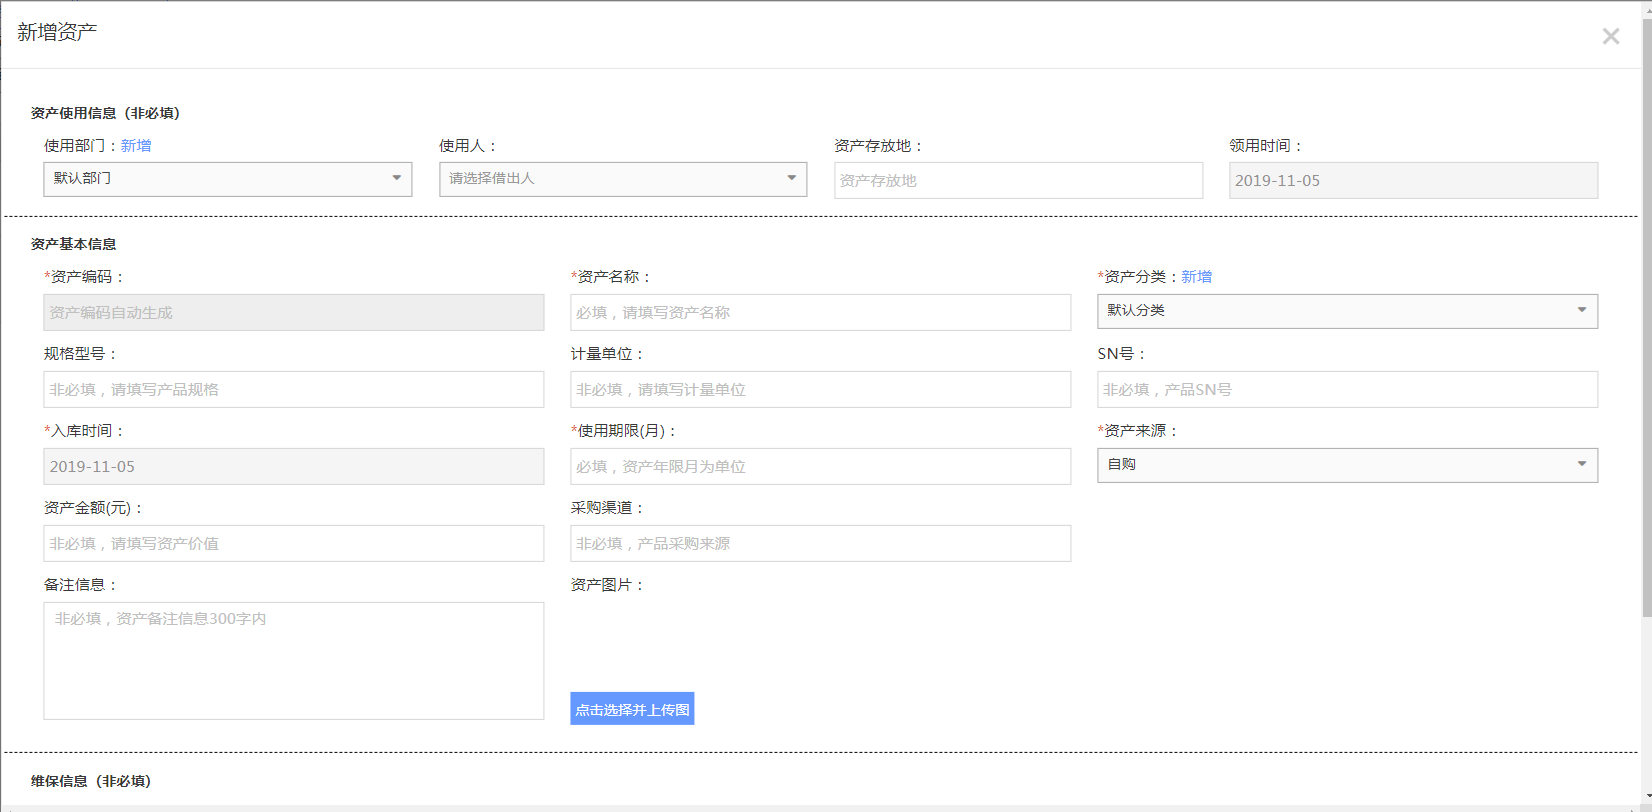 新增资产
资产使用信息（非必填）
使用部门：新增 使用人： 资产存放地： 领用时间：
默认部门 请选择借出人 资产存放地 2019-11-05
资产基本信息
*资产编码： *资产名称： *资产分类：新增
资产编码自动生成 必填，请填写资产名称 默认分类
规格型号： 计量单位： SN号：
非必填，请填写产品规格 非必填，请填写计量单位 非必填，产品SN号
*入库时间： *使用期限(月)： *资产来源：
2019-11-05 必填，资产年限月为单位 自购
资产金额(元)： 采购渠道：
非必填，请填写资产价值 非必填，产品采购来源
备注信息： 资产图片：
非必填，资产备注信息300字内
点击选择并上传图
维保信息（非必填）